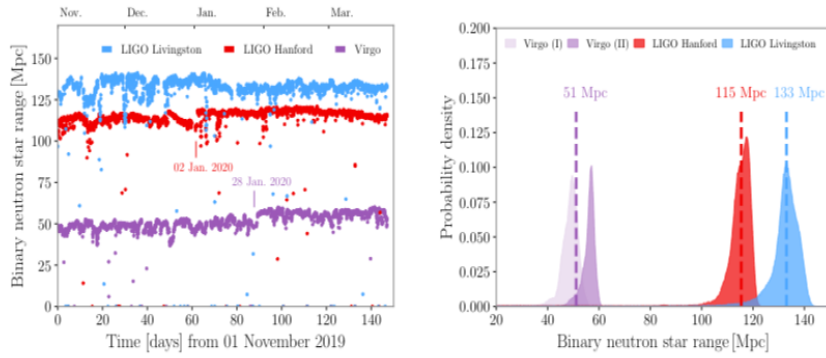 Nov. Dec. Jan. Feb. Mar.
LIGO Livingston LIGO Hanford Virgo
Binary neutron star range [Mpc]
150
125
100
75
50
25
0
02 Jan. 2020
28 Jan. 2020
0 20 40 60 80 100 120 140
Time [days] from 01 November 2019
Virgo (I) Virgo (II) LIGO Hanford LIGO Livingston
51 Mpc 115 Mpc 133 Mpc
Probability density
0.200
0.175
0.150
0.125
0.100
0.075
0.050
0.025
0.000
20 40 60 80 100 120 140
Binary neutron star range [Mpc]